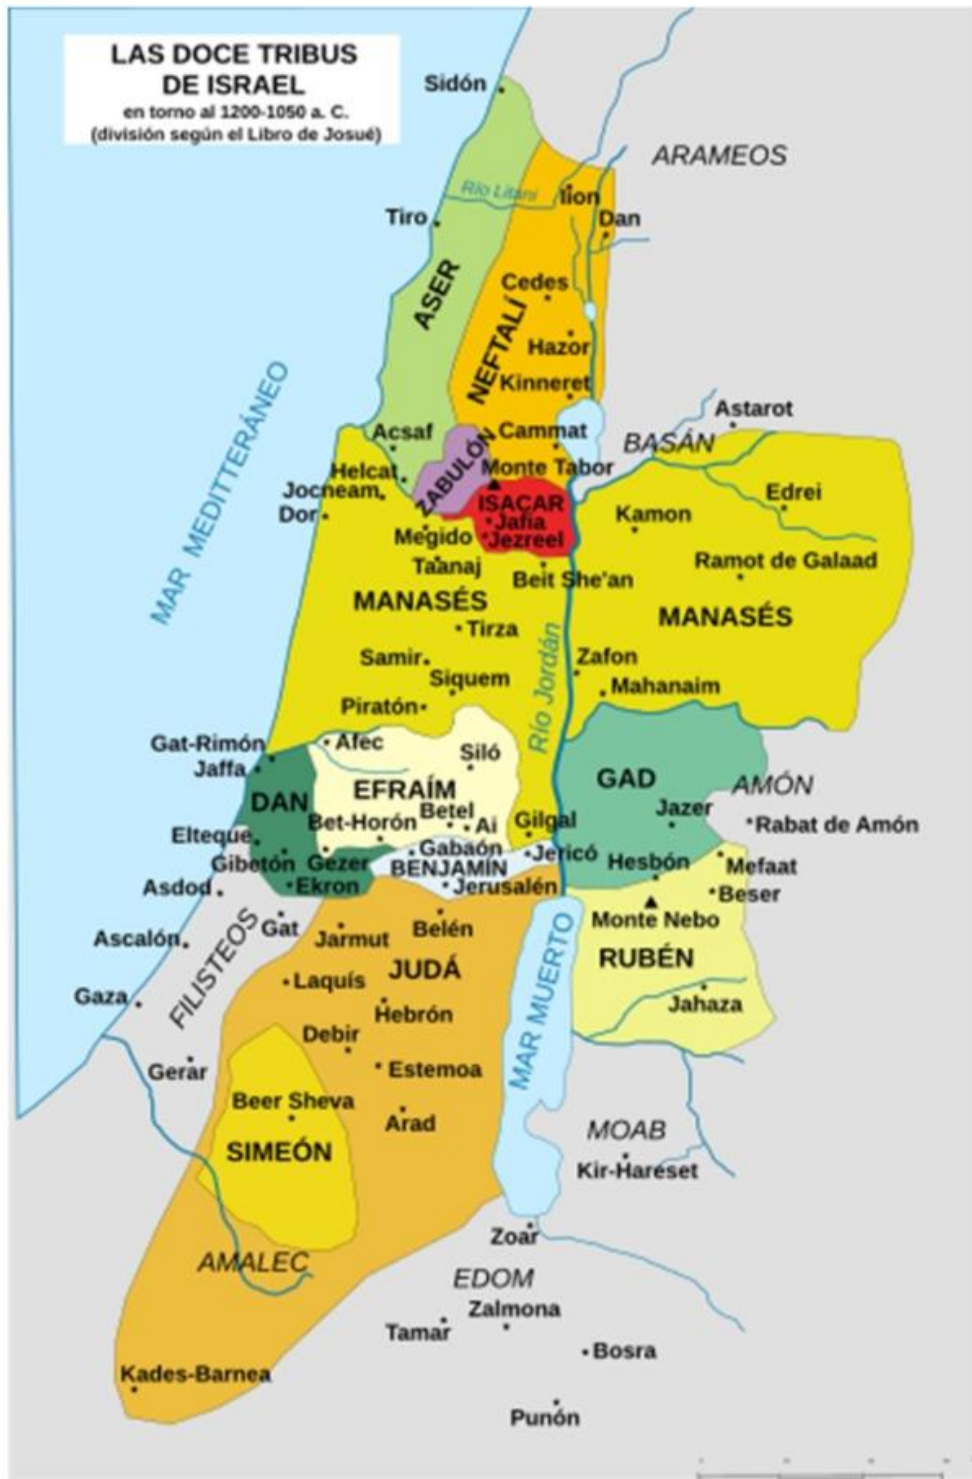 LAS DOCE TRIBUS
DE ISRAEL
en torno al 1200-1050 a. C.
(división según el Libro de Josué)
Sidón
ARAMEOS
Río Litani
Iion
Dan
Tiro
ASER
Cedes
NEFTALÍ
Hazor
Kinneret
MAR MEDITTERÁNEO
Astarot
Acsaf
Cammat
BASÁN
ZABULÓN
Helcat
Monte Tabor
Jocneam
Edrei
ISACAR
Dor
Jafia
Kamon
Megido
Jezreel
Taanaj
Beit She'an
Ramot de Galaad
MANASÉS
MANASÉS
Tirza
Río Jordán
Samir
Zafon
Siquem
Mahanaim
Piratón
Gat-Rimón
Afec
Siló
Jaffa
GAD
AMÓN
DAN
EFRAÍM
Betel
Jazer
Bet-Horón
Ai
Gilgal
Rabat de Amón
Elteque
Gabaón
Gibetón
Gezer
BENJAMÍN
Jericó
Hesbón
Mefaat
Asdod
Ekron
Jerusalén
Beser
FILISTEOS
Gat
Jarmut
Belén
Monte Nebo
Ascalón
RUBÉN
JUDÁ
Laquís
Gaza
MAR MUERTO
Jahaza
Hebrón
Debir
Gerar
Estemoa
Beer Sheva
Arad
SIMEÓN
MOAB
Kir-Hareset
Zoar
AMALEC
EDOM
Zalmona
Tamar
Bosra
Kades-Barnea
Punón